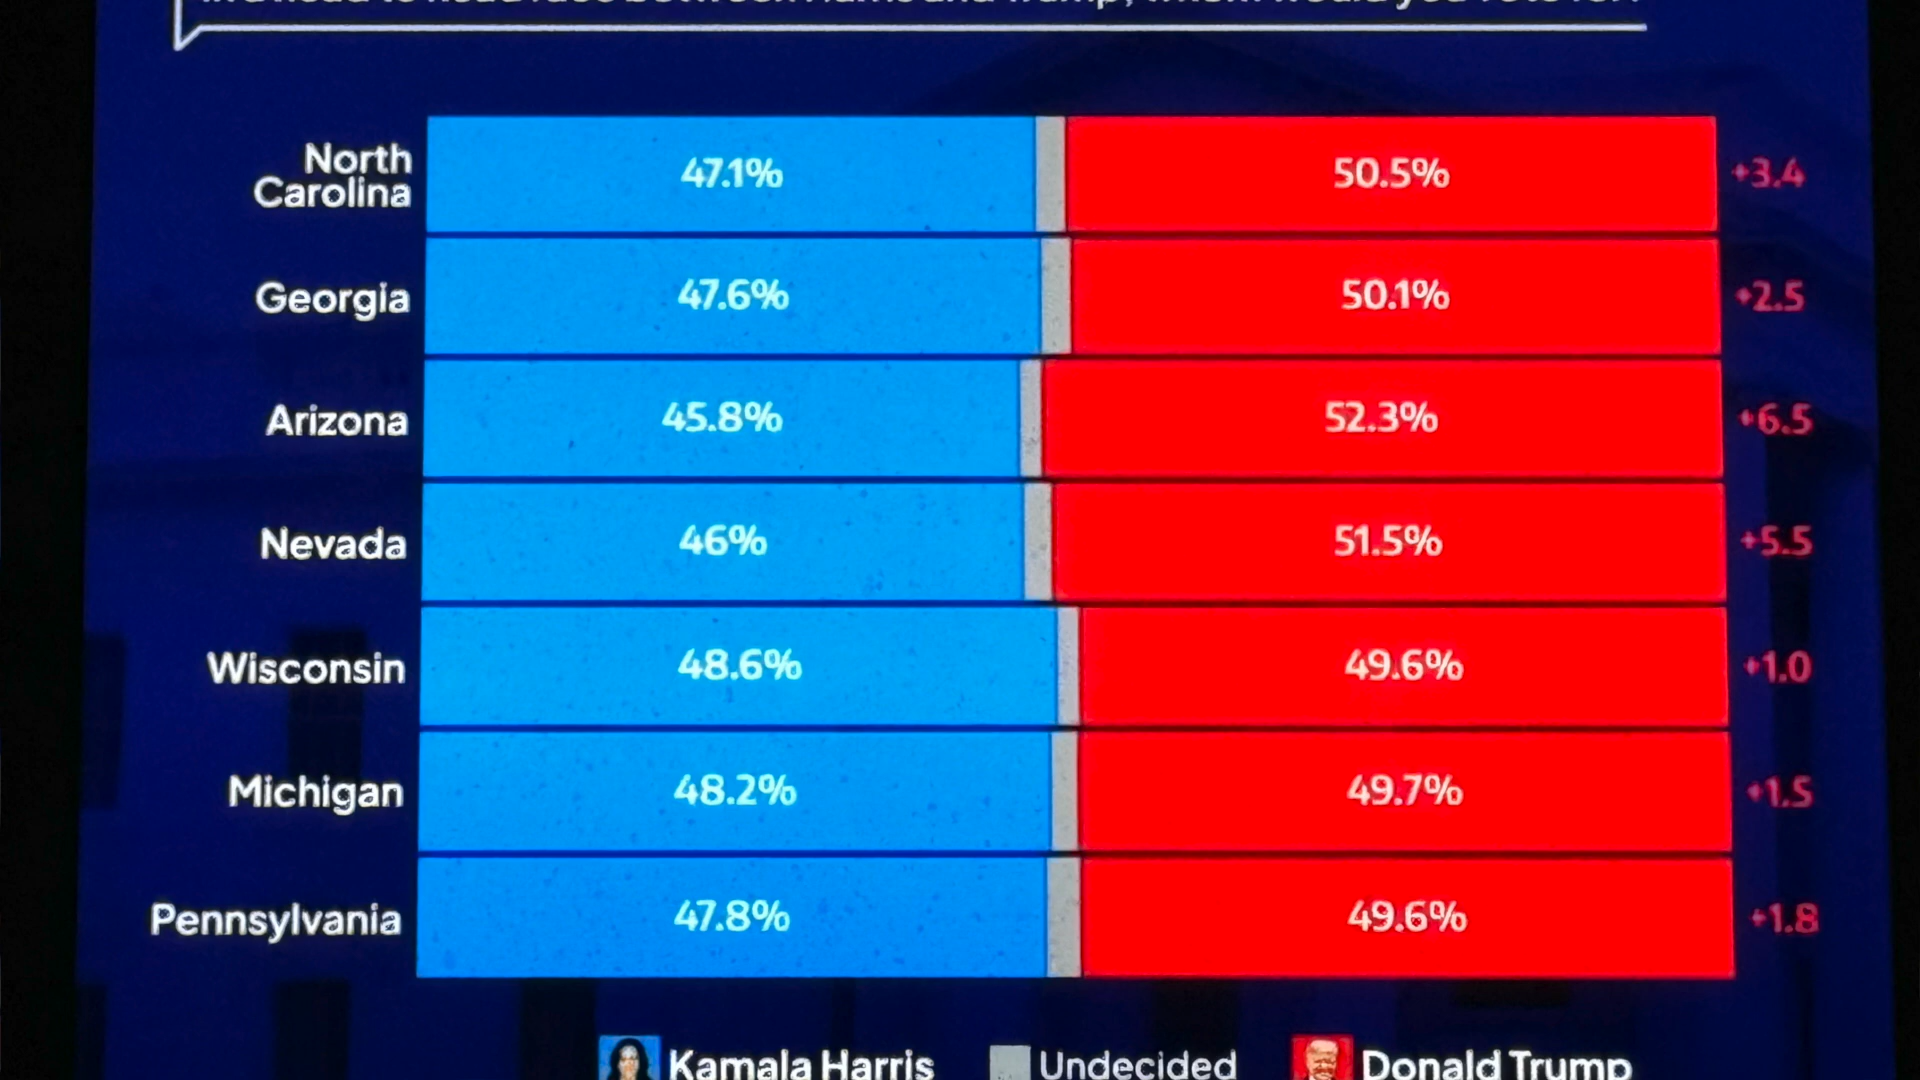 North
Carolina
47.1%
50.5%
+3.4
Georgia
47.6%
50.1%
+2.5
Arizona
45.8%
52.3%
+6.5
Nevada
46%
51.5%
+5.5
Wisconsin
48.6%
49.6%
+1.0
Michigan
48.2%
49.7%
+1.5
Pennsylvania
47.8%
49.6%
+1.8
Kamala Harris
Undecided
Donald Trump